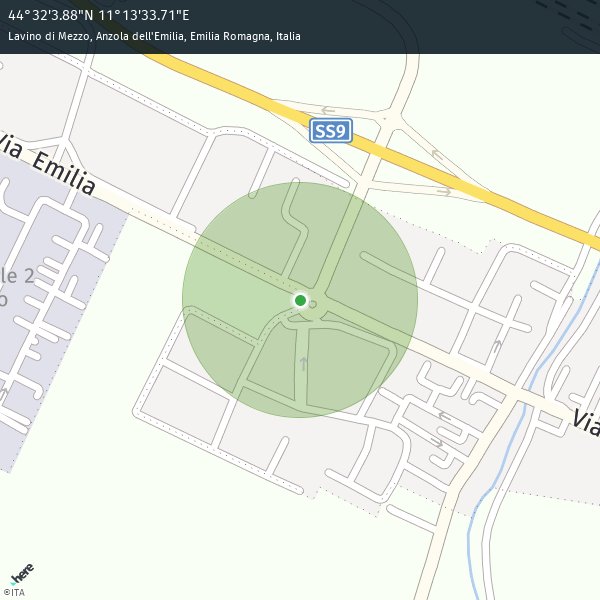 44°32'3.88"N 11°13'33.71"E
Lavino di Mezzo, Anzola dell'Emilia, Emilia Romagna, Italia
SS9
Via Emilia
le 2
o
Via
here
©ITA